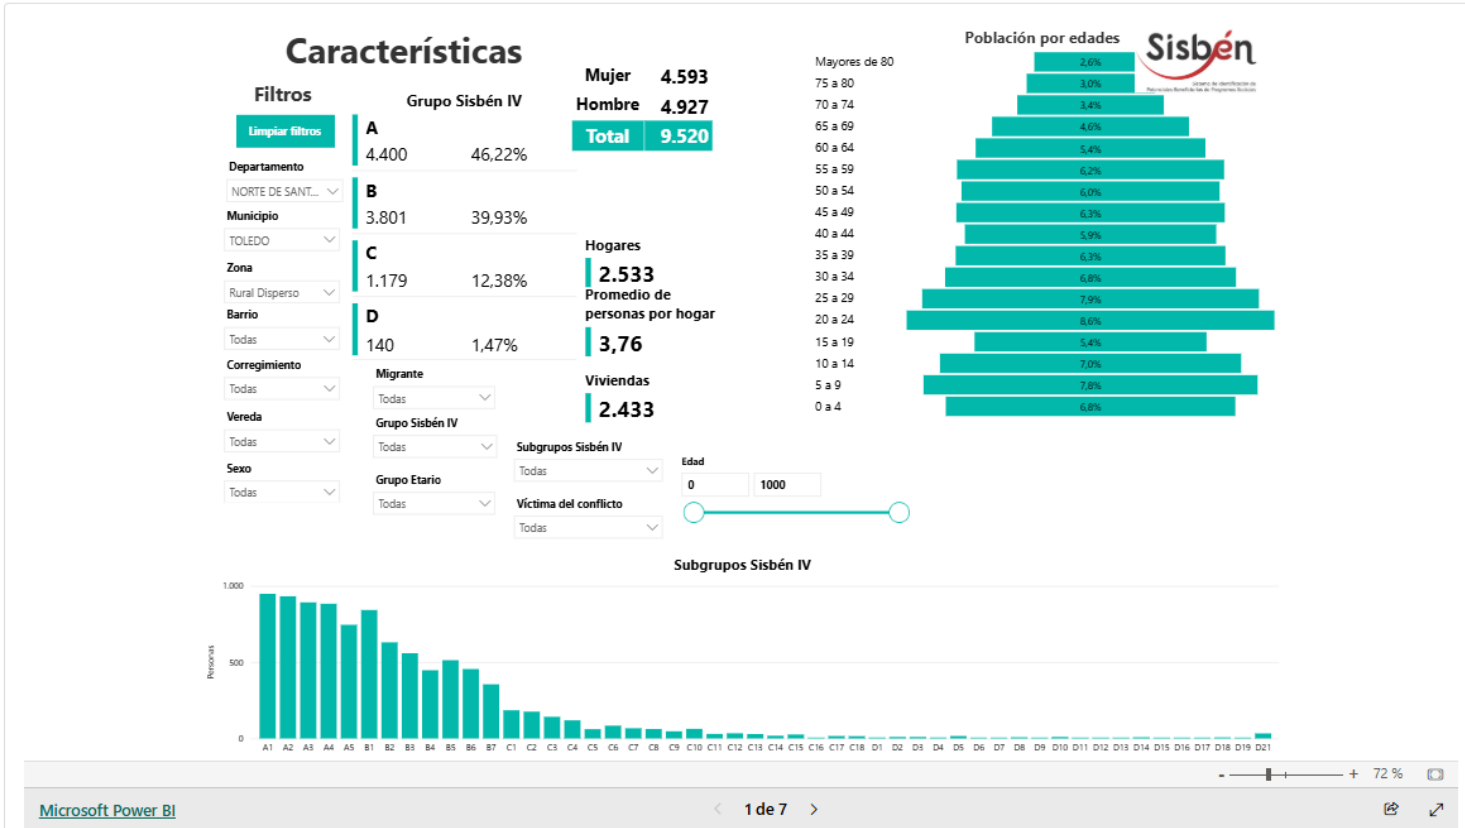 Características
Filtros
Limpiar filtros
Departamento
NORTE DE SANT...
Municipio
TOLEDO
Zona
Rural Disperso
Barrio
Todas
Corregimiento
Todas
Vereda
Todas
Sexo
Todas
Grupo Sisbén IV
A
4.400 46,22%
B
3.801 39,93%
C
1.179 12,38%
D
140 1,47%
Migrante
Todas
Grupo Sisbén IV
Todas
Grupo Etario
Todas
Mujer 4.593
Hombre 4.927
Total 9.520
Hogares
2.533
Promedio de
personas por hogar
3,76
Viviendas
2.433
Subgrupos Sisbén IV
Todas
Víctima del conflicto
Todas
Edad
0 1000
Población por edades
Sisbén
Mayores de 80 2,6%
75 a 80 3,0%
70 a 74 3,4%
65 a 69 4,6%
60 a 64 5,4%
55 a 59 6,2%
50 a 54 6,0%
45 a 49 6,3%
40 a 44 5,9%
35 a 39 6,3%
30 a 34 6,8%
25 a 29 7,9%
20 a 24 8,6%
15 a 19 5,4%
10 a 14 7,0%
5 a 9 7,8%
0 a 4 6,8%
Subgrupos Sisbén IV
Personas
1.000
500
0
A1 A2 A3 A4 A5 B1 B2 B3 B4 B5 B6 B7 C1 C2 C3 C4 C5 C6 C7 C8 C9 C10 C11 C12 C13 C14 C15 C16 C17 C18 D1 D2 D3 D4 D5 D6 D7 D8 D9 D10 D11 D12 D13 D14 D15 D16 D17 D18 D19 D21
- + 72 %
Microsoft Power BI
1 de 7